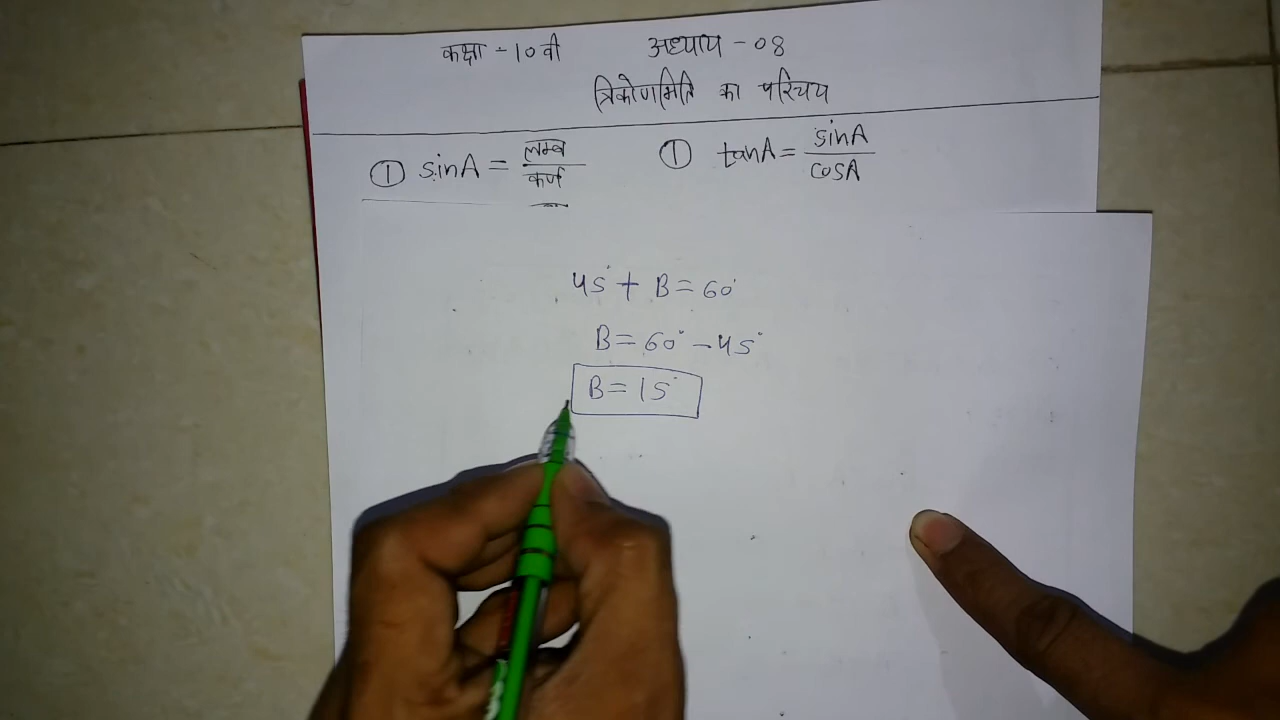 कक्षा - 10 वी अध्याय - 08
त्रिकोणमिति का परिचय
① sinA = लम्ब/कर्ण ① tanA = sinA/cosA
45° + B = 60°
B = 60° - 45°
B = 15°